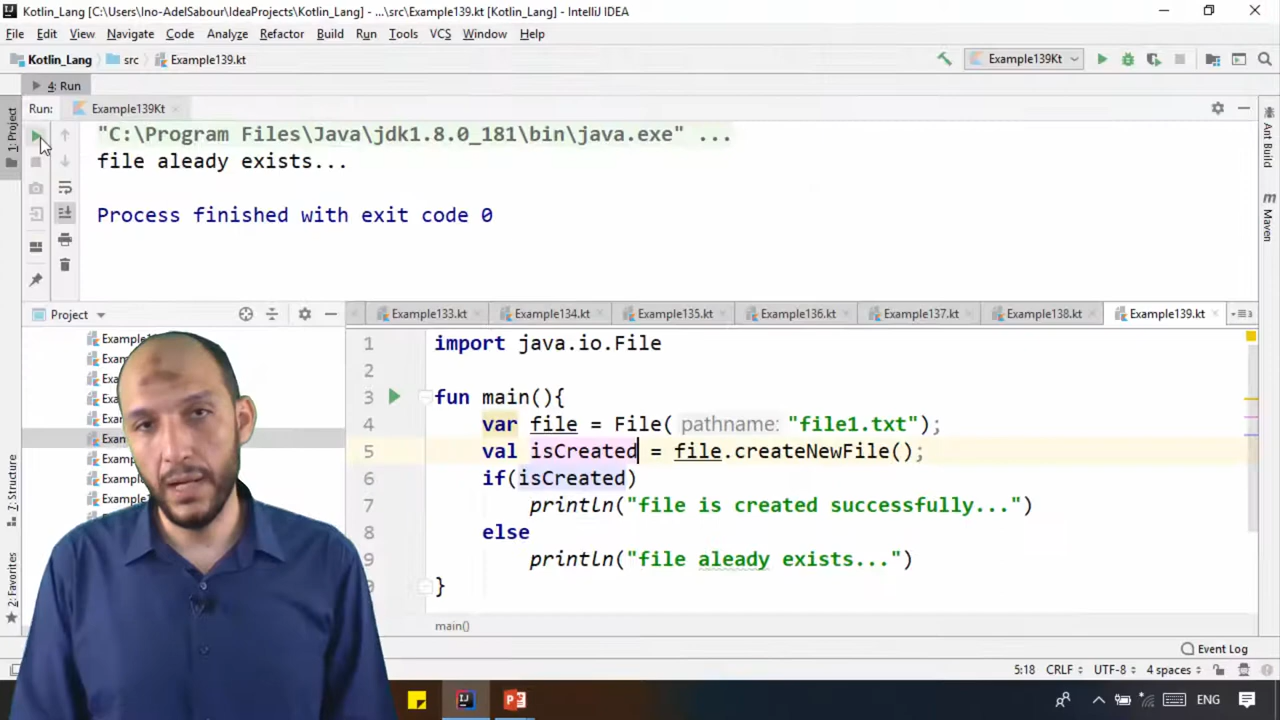 Kotlin_Lang [C:\Users\Ino-AdelSabour\IdeaProjects\Kotlin_Lang] - ...\src\Example139.kt [Kotlin_Lang] - IntelliJ IDEA
File Edit View Navigate Code Analyze Refactor Build Run Tools VCS Window Help
Kotlin_Lang src Example139.kt
Example139Kt
4: Run
Run: Example139Kt
1: Project
"C:\Program Files\Java\jdk1.8.0_181\bin\java.exe" ...
file aleady exists...
Process finished with exit code 0
Ant Build
Maven
Project
Example133.kt Example134.kt Example135.kt Example136.kt Example137.kt Example138.kt Example139.kt
1 import java.io.File
2
3 fun main(){
4 var file = File( pathname: "file1.txt");
5 val isCreated = file.createNewFile();
6 if(isCreated)
7 println("file is created successfully...")
8 else
9 println("file aleady exists...")
}
main()
7: Structure
2: Favorites
Event Log
5:18 CRLF UTF-8 4 spaces
ENG